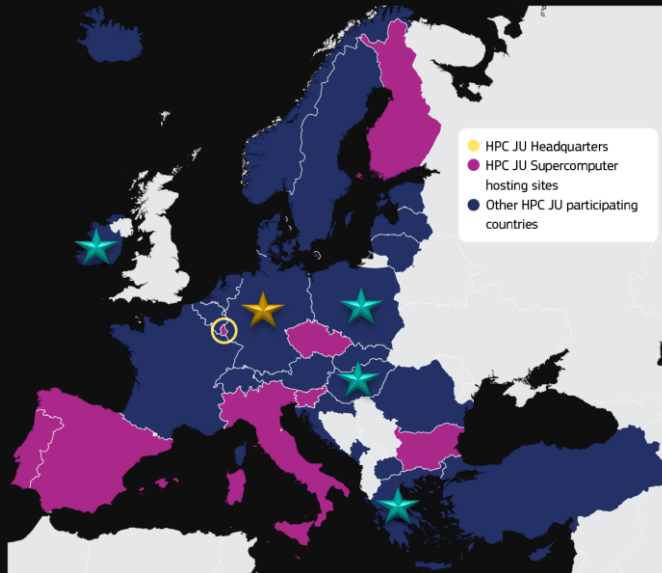 HPC JU Headquarters
HPC JU Supercomputer
hosting sites
Other HPC JU participating
countries